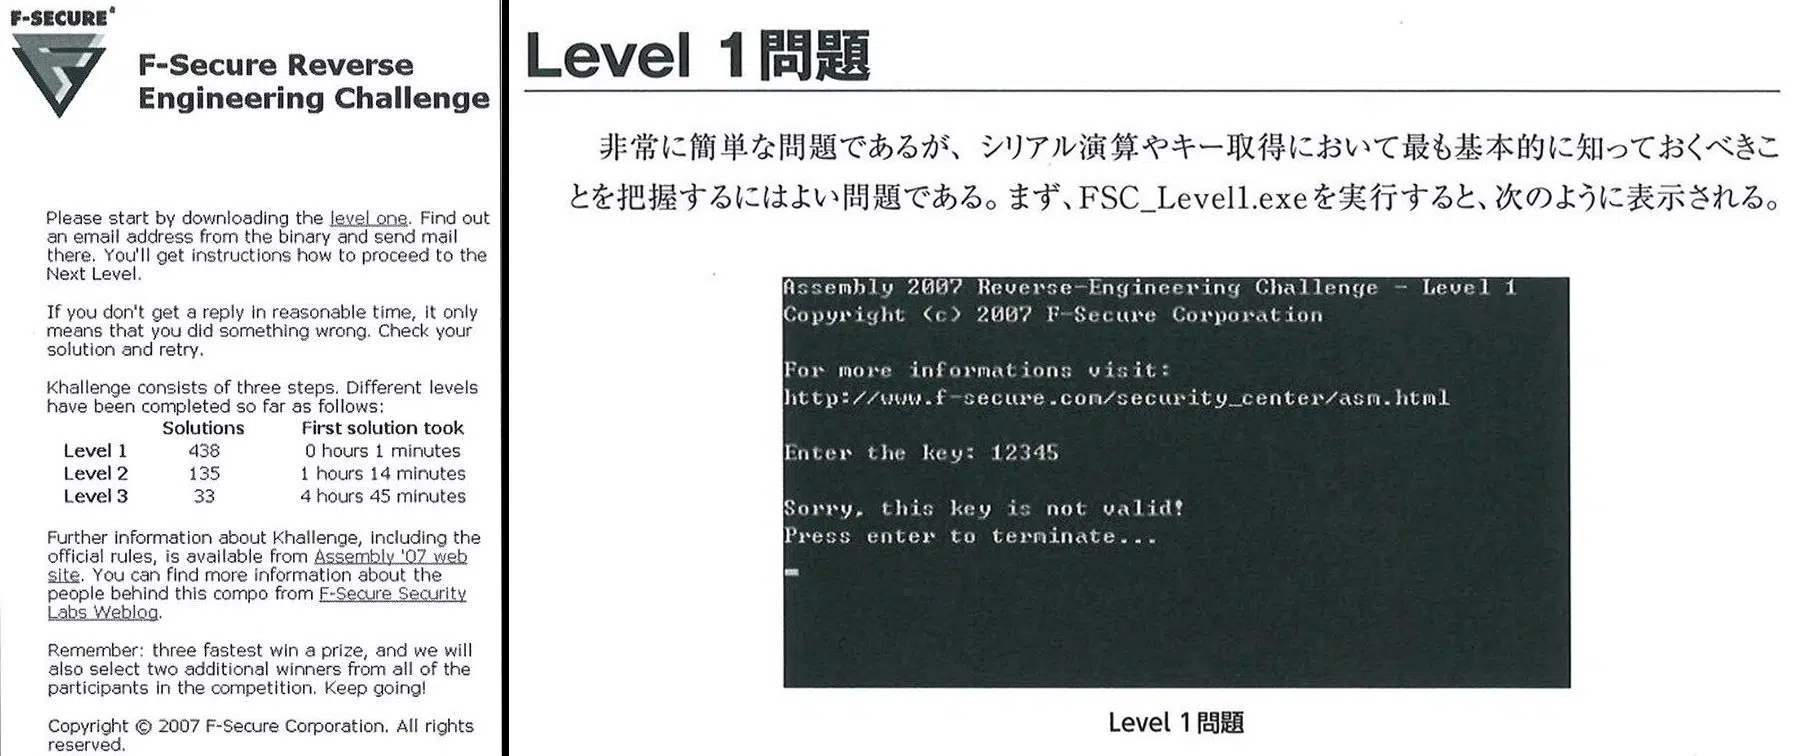 F-SECURE
F-Secure Reverse
Engineering Challenge
Please start by downloading the level one. Find out
an email address from the binary and send mail
there. You'll get instructions how to proceed to the
Next Level.
If you don't get a reply in reasonable time, it only
means that you did something wrong. Check your
solution and retry.
Khallenge consists of three steps. Different levels
have been completed so far as follows:
Solutions First solution took
Level 1 438 0 hours 1 minutes
Level 2 135 1 hours 14 minutes
Level 3 33 4 hours 45 minutes
Further information about Khallenge, including the
official rules, is available from Assembly '07 web
site. You can find more information about the
people behind this compo from F-Secure Security
Labs Weblog.
Remember: three fastest win a prize, and we will
also select two additional winners from all of the
participants in the competition. Keep going!
Copyright © 2007 F-Secure Corporation. All rights
reserved.
Level 1問題
非常に簡単な問題であるが、シリアル演算やキー取得において最も基本的に知っておくべきこ
とを把握するにはよい問題である。まず、FSC_Level1.exeを実行すると、次のように表示される。
Assembly 2007 Reverse-Engineering Challenge - Level 1
Copyright (c) 2007 F-Secure Corporation
For more informations visit:
http://www.f-secure.com/security_center/asm.html
Enter the key: 12345
Sorry, this key is not valid!
Press enter to terminate...
Level 1問題